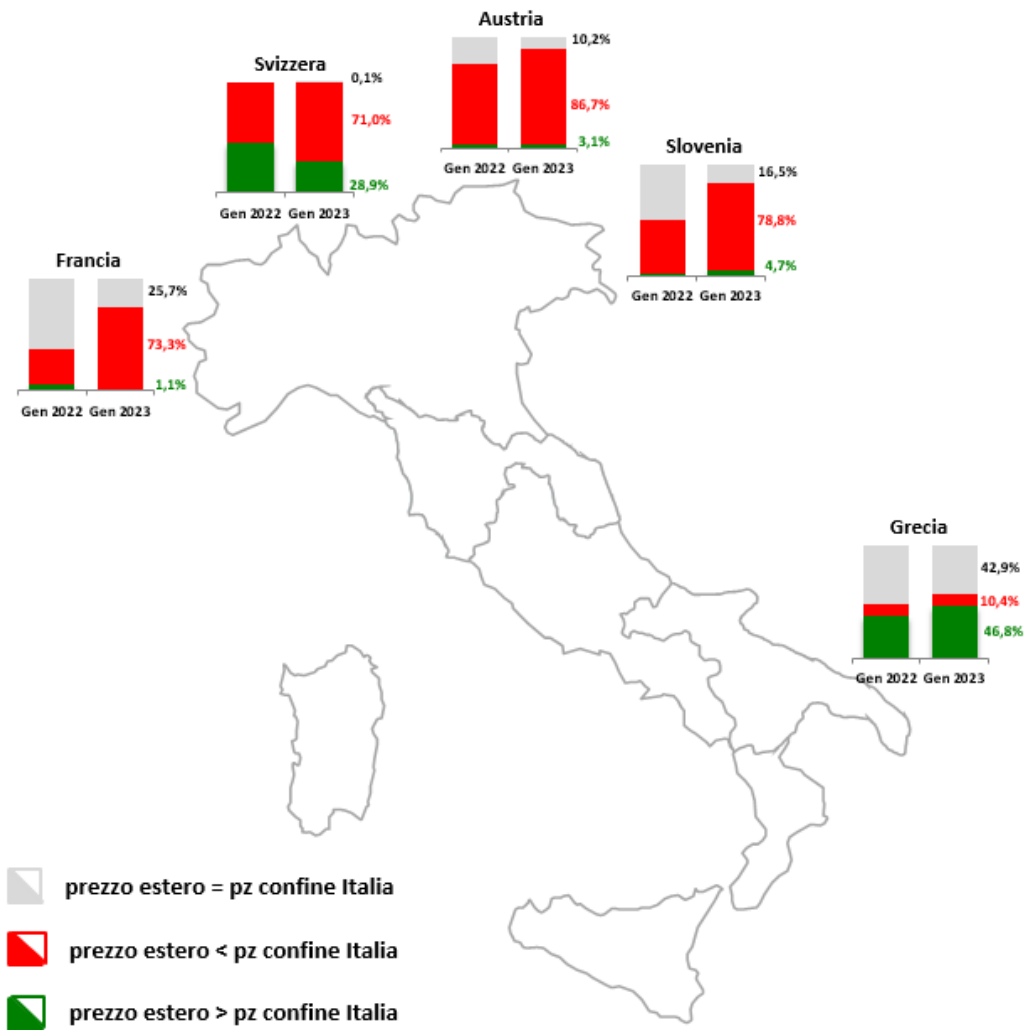 Austria
10,2%
86,7%
3,1%
Gen 2022 Gen 2023
Svizzera
0,1%
71,0%
28,9%
Gen 2022 Gen 2023
Slovenia
16,5%
78,8%
4,7%
Gen 2022 Gen 2023
Francia
25,7%
73,3%
1,1%
Gen 2022 Gen 2023
Grecia
42,9%
10,4%
46,8%
Gen 2022 Gen 2023
prezzo estero = pz confine Italia
prezzo estero < pz confine Italia
prezzo estero > pz confine Italia